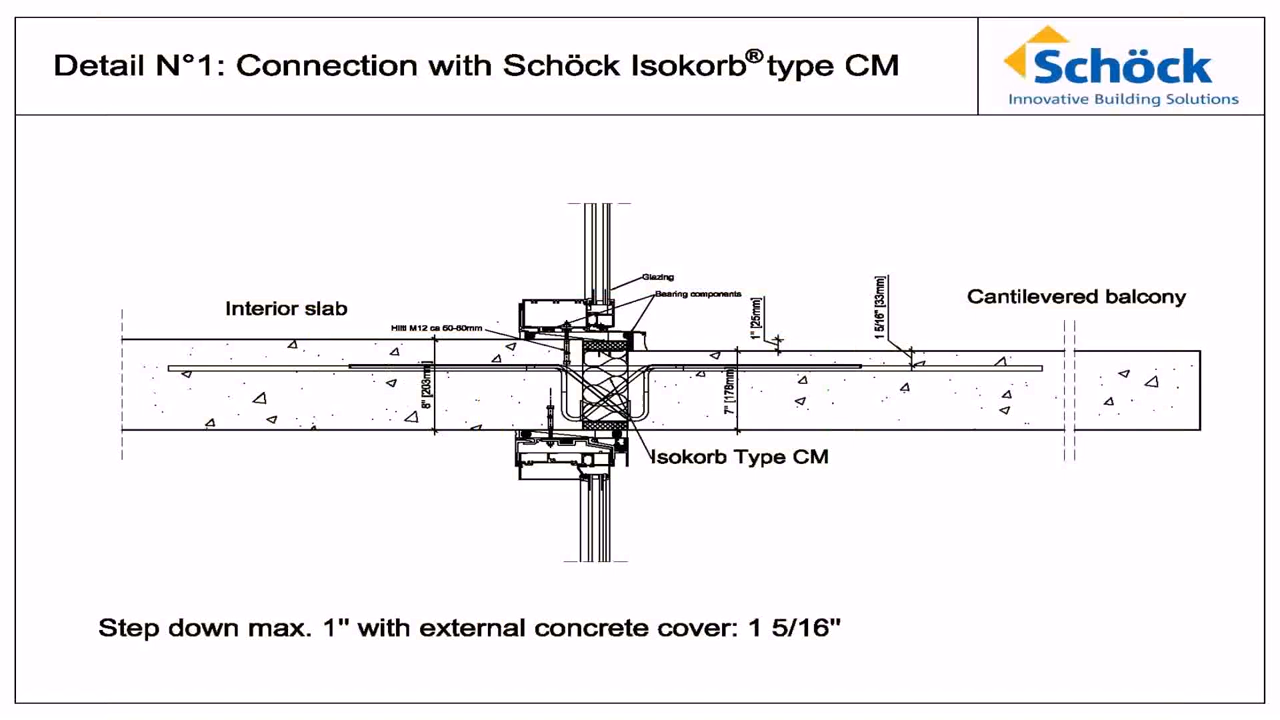 Detail N°1: Connection with Schöck Isokorb® type CM
Schöck
Innovative Building Solutions
Glazing
Bearing components
Interior slab
Hilti M12 ca 60-80mm
1" [25mm]
1 5/16" [33mm]
Cantilevered balcony
8" [203mm]
7" [178mm]
Isokorb Type CM
Step down max. 1" with external concrete cover: 1 5/16"